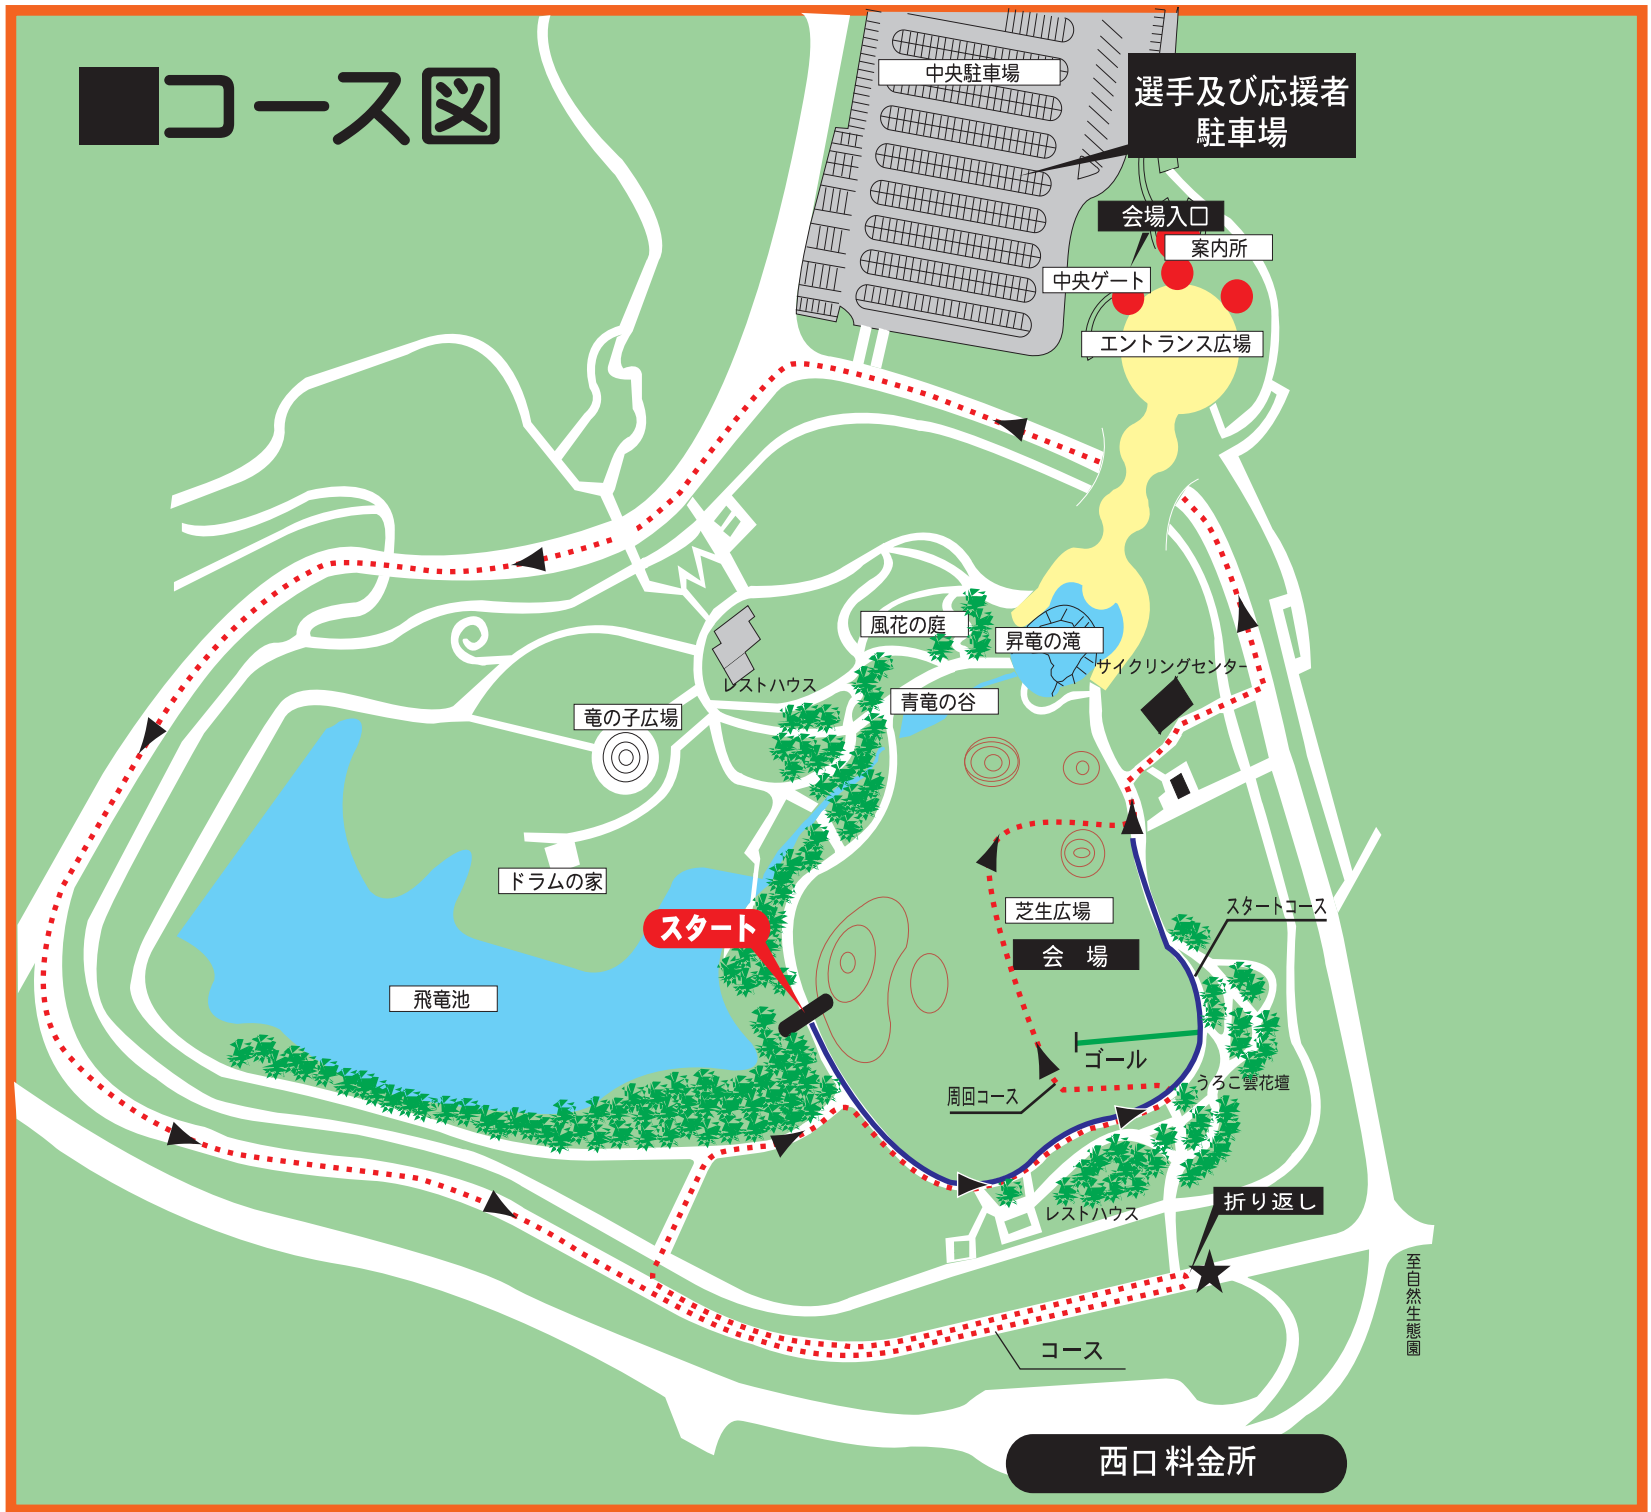 ■コース図
中央駐車場
選手及び応援者
駐車場
会場入口
案内所
中央ゲート
エントランス広場
風花の庭
昇竜の滝
サイクリングセンター
レストハウス
青竜の谷
竜の子広場
ドラムの家
芝生広場
スタートコース
スタート
会 場
飛竜池
ゴール
周回コース
うろこ雲花壇
レストハウス
折り返し
至自然生態園
コース
西口料金所